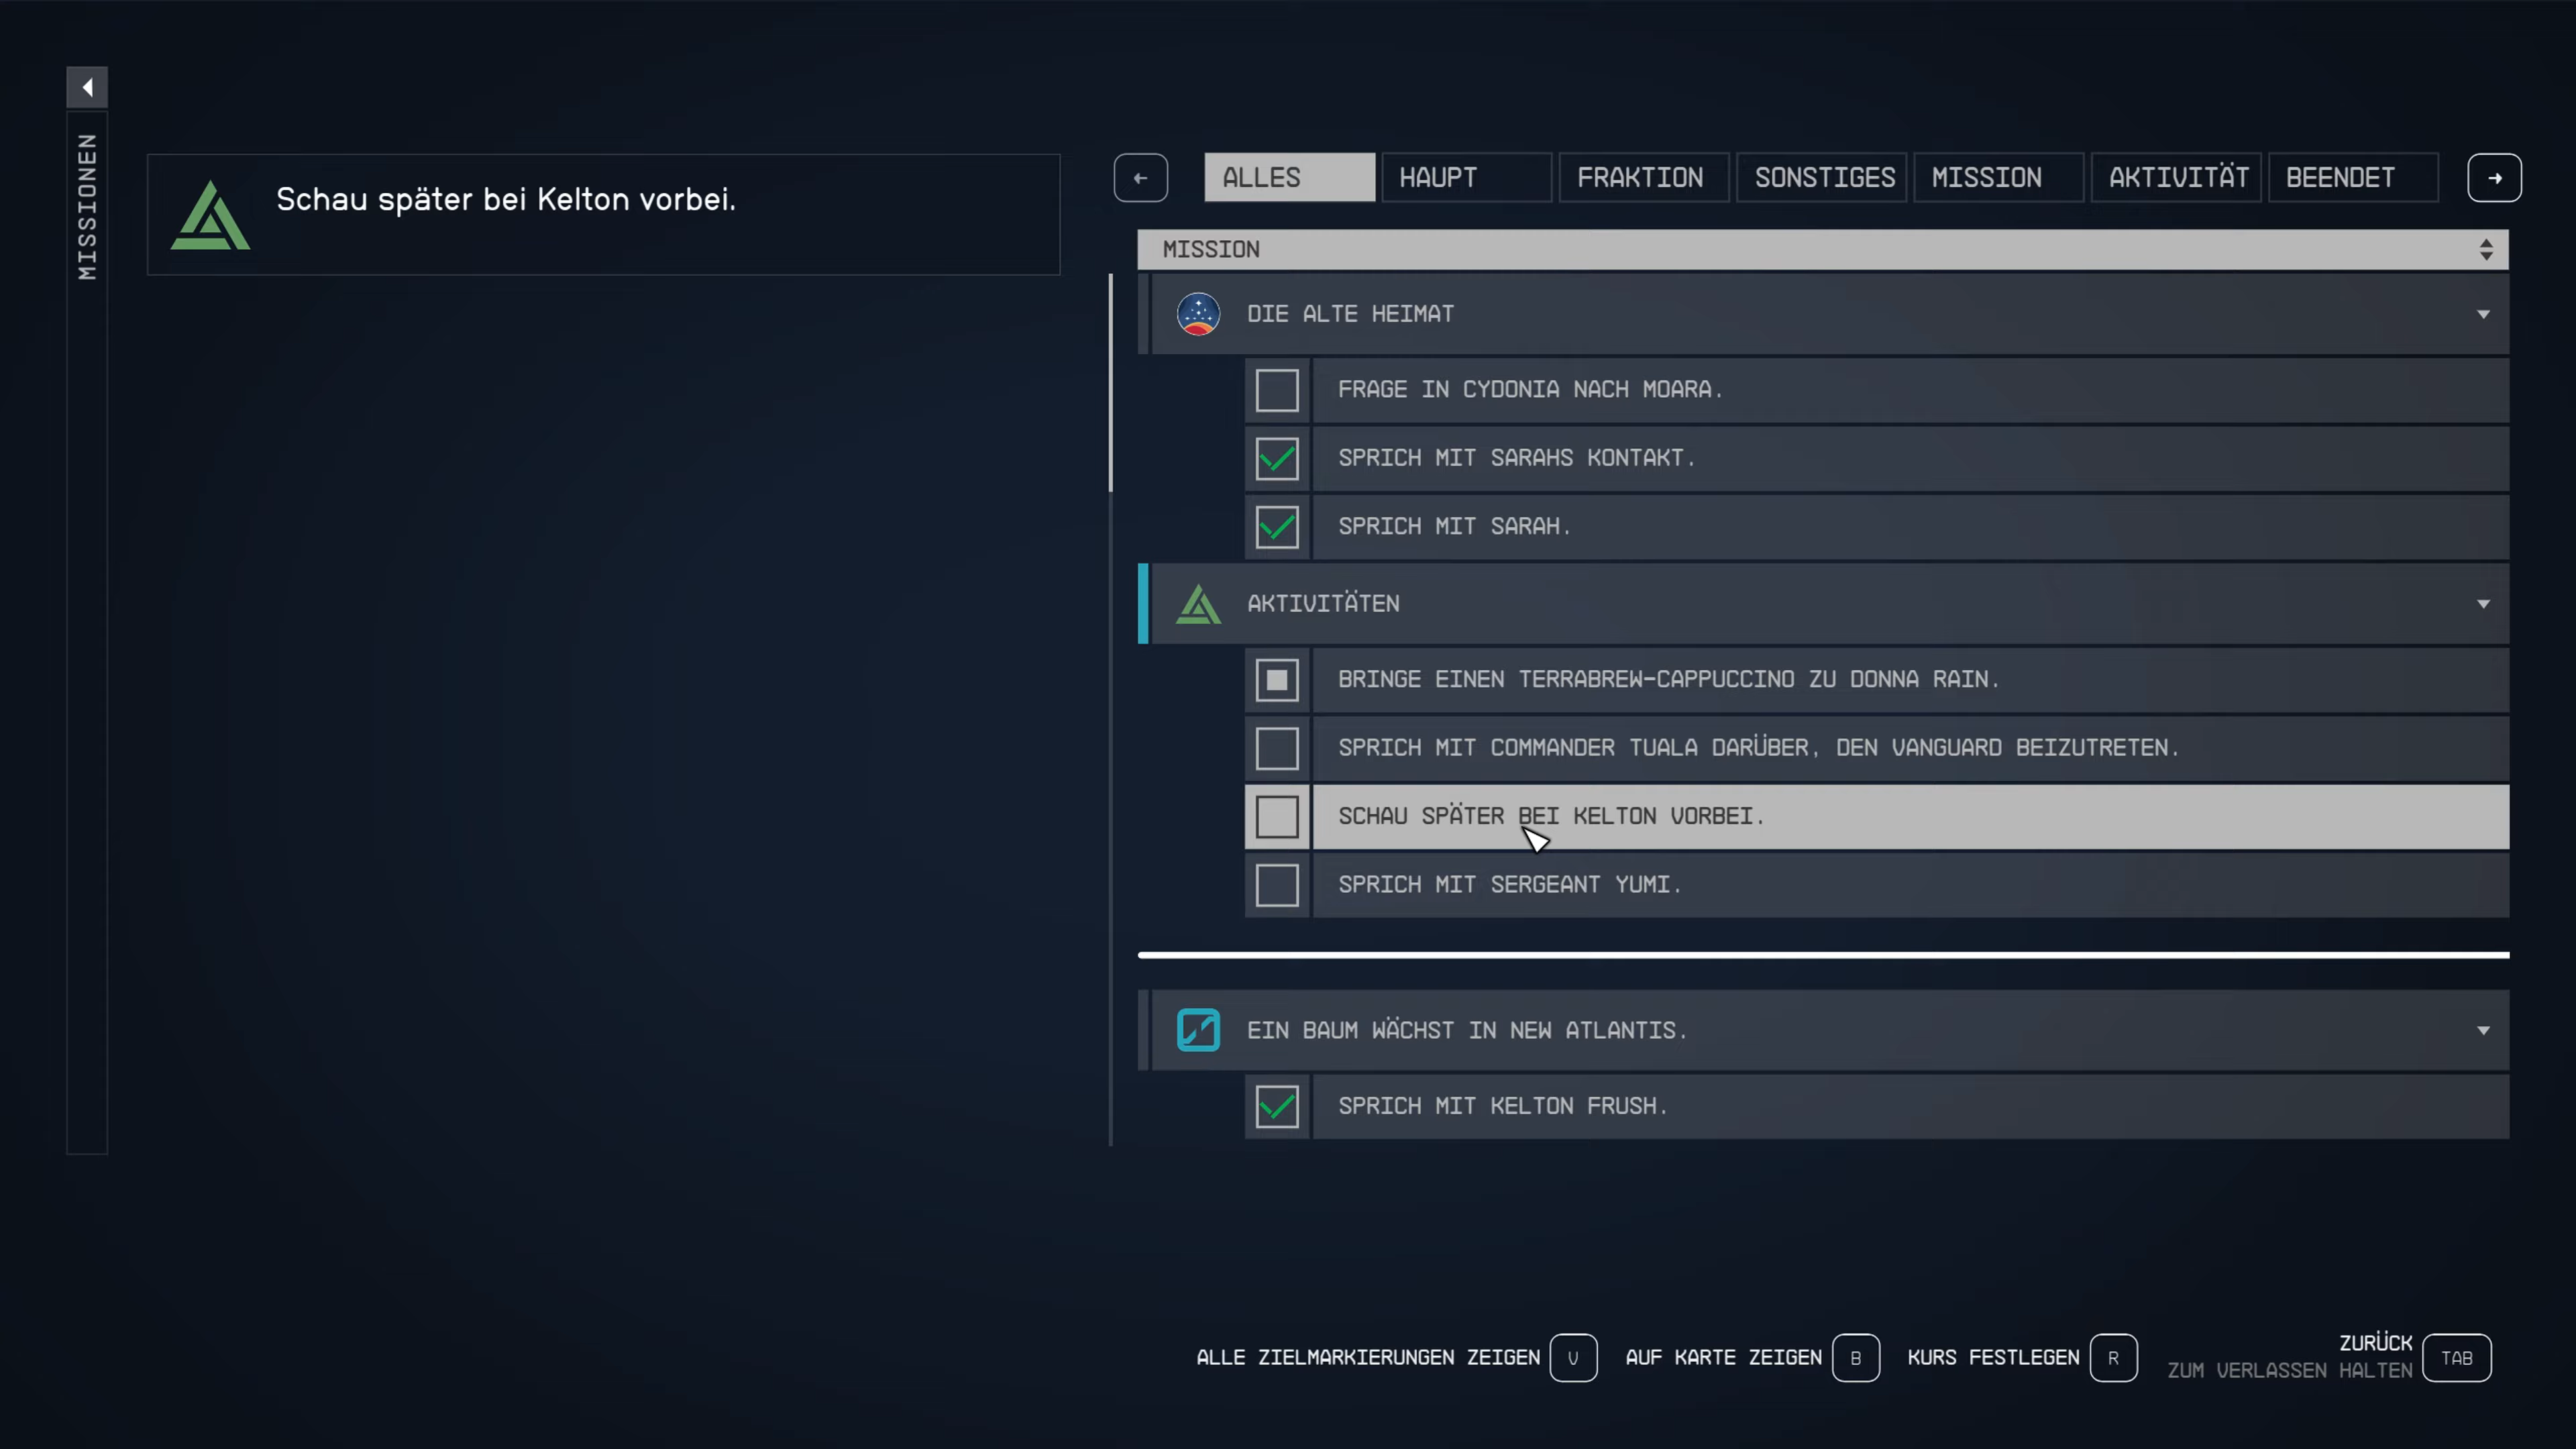 MISSIONEN
Schau später bei Kelton vorbei.
ALLES
HAUPT
FRAKTION
SONSTIGES
MISSION
AKTIVITÄT
BEENDET
MISSION
DIE ALTE HEIMAT
FRAGE IN CYDONIA NACH MOARA.
SPRICH MIT SARAHS KONTAKT.
SPRICH MIT SARAH.
AKTIVITÄTEN
BRINGE EINEN TERRABREW-CAPPUCCINO ZU DONNA RAIN.
SPRICH MIT COMMANDER TUALA DARÜBER, DEN VANGUARD BEIZUTRETEN.
SCHAU SPÄTER BEI KELTON VORBEI.
SPRICH MIT SERGEANT YUMI.
EIN BAUM WÄCHST IN NEW ATLANTIS.
SPRICH MIT KELTON FRUSH.
ALLE ZIELMARKIERUNGEN ZEIGEN V
AUF KARTE ZEIGEN B
KURS FESTLEGEN R
ZURÜCK
ZUM VERLASSEN HALTEN
TAB